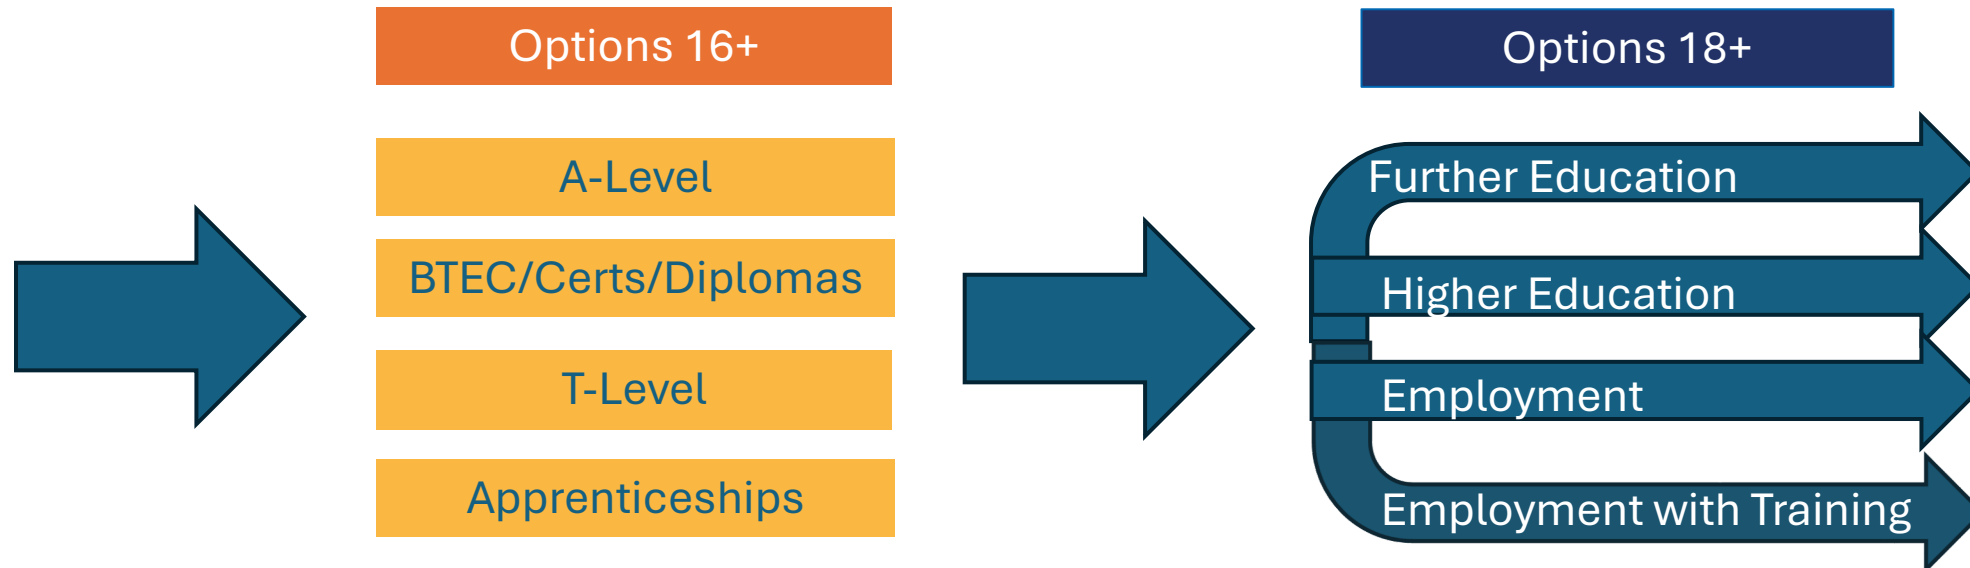 Options 16+
A-Level
BTEC/Certs/Diplomas
T-Level
Apprenticeships
Options 18+
Further Education
Higher Education
Employment
Employment with Training